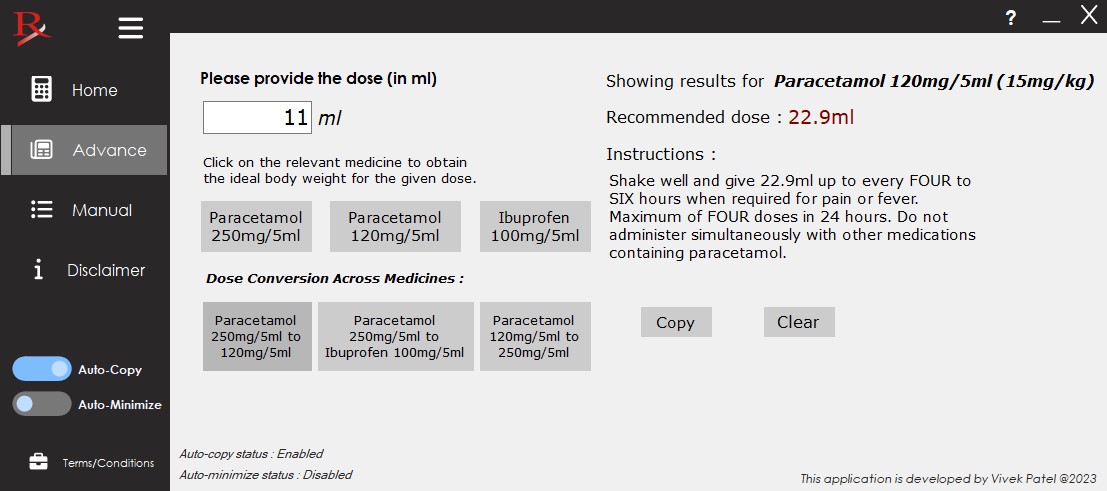 Rx
?
Home
Advance
Manual
Disclaimer
Auto-Copy
Auto-Minimize
Terms/Conditions
Please provide the dose (in ml)
11 ml
Click on the relevant medicine to obtain
the ideal body weight for the given dose.
Paracetamol
250mg/5ml
Paracetamol
120mg/5ml
Ibuprofen
100mg/5ml
Dose Conversion Across Medicines :
Paracetamol
250mg/5ml to
120mg/5ml
Paracetamol
250mg/5ml to
Ibuprofen 100mg/5ml
Paracetamol
120mg/5ml to
250mg/5ml
Auto-copy status : Enabled
Auto-minimize status : Disabled
Showing results for Paracetamol 120mg/5ml (15mg/kg)
Recommended dose : 22.9ml
Instructions :
Shake well and give 22.9ml up to every FOUR to
SIX hours when required for pain or fever.
Maximum of FOUR doses in 24 hours. Do not
administer simultaneously with other medications
containing paracetamol.
Copy
Clear
This application is developed by Vivek Patel @2023